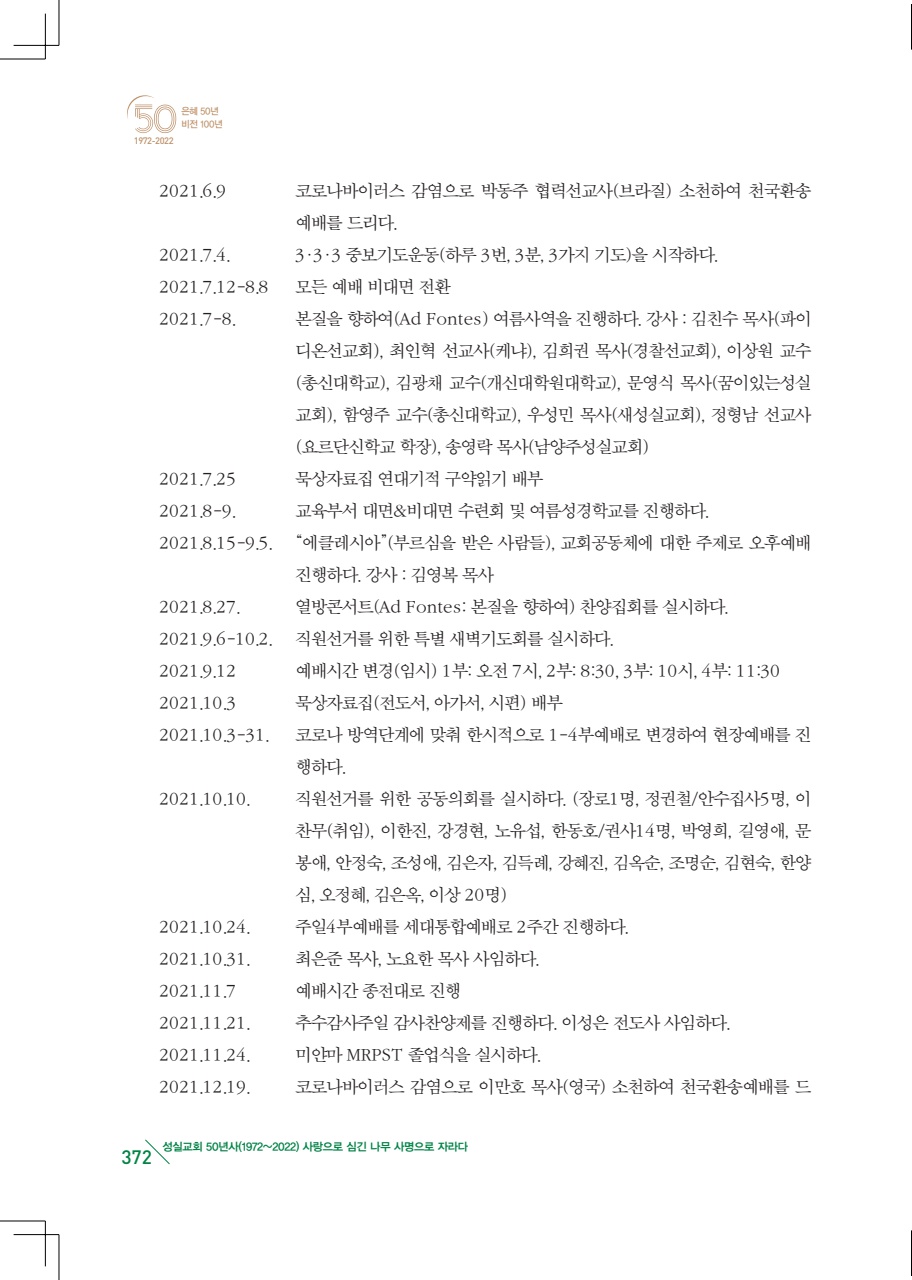 50 은혜 50년
비전 100년
1972-2022
2021.6.9 코로나바이러스 감염으로 박동주 협력선교사(브라질) 소천하여 천국환송
예배를 드리다.
2021.7.4. 3·3·3 중보기도운동(하루 3번, 3분, 3가지 기도)을 시작하다.
2021.7.12-8.8 모든 예배 비대면 전환
2021.7-8. 본질을 향하여(Ad Fontes) 여름사역을 진행하다. 강사 : 김친수 목사(파이
디온선교회), 최인혁 선교사(케냐), 김희권 목사(경찰선교회), 이상원 교수
(총신대학교), 김광채 교수(개신대학원대학교), 문영식 목사(꿈이있는성실
교회), 함영주 교수(총신대학교), 우성민 목사(새성실교회), 정형남 선교사
(요르단신학교 학장), 송영락 목사(남양주성실교회)
2021.7.25 묵상자료집 연대기적 구약읽기 배부
2021.8-9. 교육부서 대면&비대면 수련회 및 여름성경학교를 진행하다.
2021.8.15-9.5. “에클레시아”(부르심을 받은 사람들), 교회공동체에 대한 주제로 오후예배
진행하다. 강사 : 김영복 목사
2021.8.27. 열방콘서트(Ad Fontes: 본질을 향하여) 찬양집회를 실시하다.
2021.9.6-10.2. 직원선거를 위한 특별 새벽기도회를 실시하다.
2021.9.12 예배시간 변경(임시) 1부: 오전 7시, 2부: 8:30, 3부: 10시, 4부: 11:30
2021.10.3 묵상자료집(전도서, 아가서, 시편) 배부
2021.10.3-31. 코로나 방역단계에 맞춰 한시적으로 1-4부예배로 변경하여 현장예배를 진
행하다.
2021.10.10. 직원선거를 위한 공동의회를 실시하다. (장로1명, 정권철/안수집사5명, 이
찬무(취임), 이한진, 강경현, 노유섭, 한동호/권사14명, 박영희, 길영애, 문
봉애, 안정숙, 조성애, 김은자, 김득례, 강혜진, 김옥순, 조명순, 김현숙, 한양
심, 오정혜, 김은옥, 이상 20명)
2021.10.24. 주일4부예배를 세대통합예배로 2주간 진행하다.
2021.10.31. 최은준 목사, 노요한 목사 사임하다.
2021.11.7 예배시간 종전대로 진행
2021.11.21. 추수감사주일 감사찬양제를 진행하다. 이성은 전도사 사임하다.
2021.11.24. 미얀마 MRPST 졸업식을 실시하다.
2021.12.19. 코로나바이러스 감염으로 이만호 목사(영국) 소천하여 천국환송예배를 드
372 성실교회 50년사(1972~2022) 사랑으로 심긴 나무 사명으로 자라다